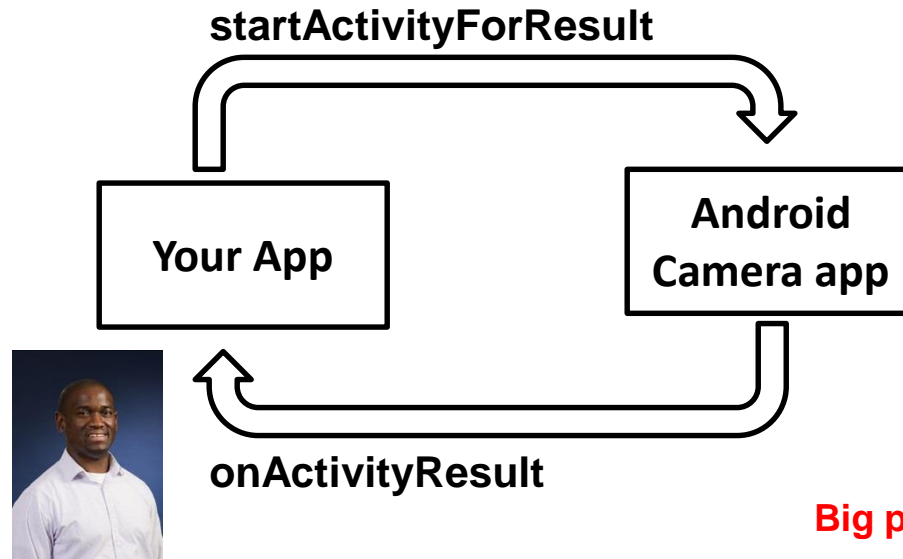 startActivityForResult
Your App
Android
Camera app
onActivityResult
Big p